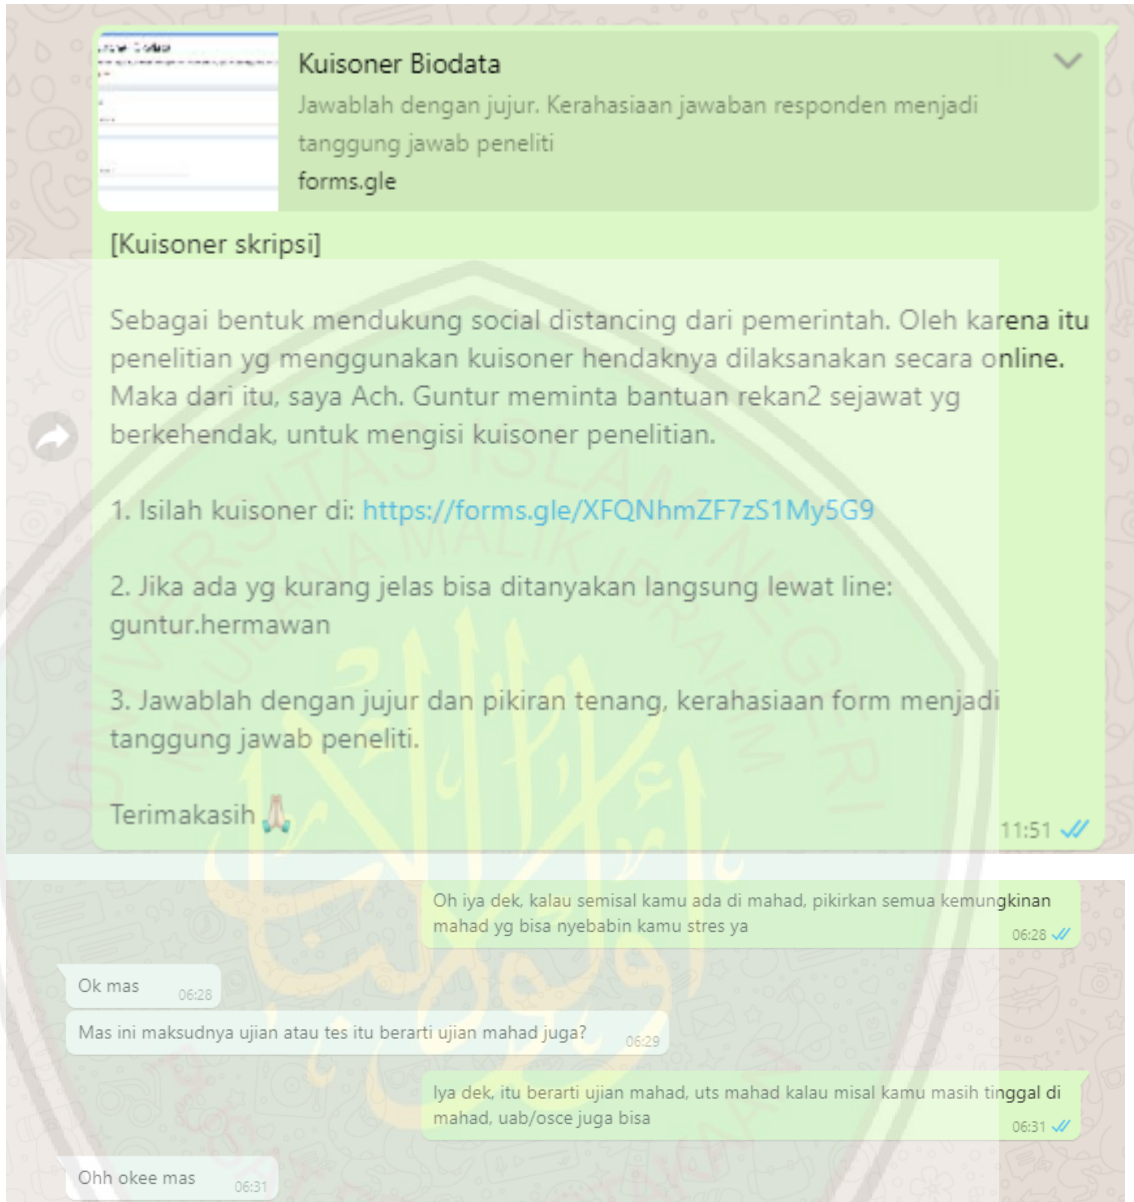 Kuisoner Biodata
Jawablah dengan jujur. Kerahasiaan jawaban responden menjadi
tanggung jawab peneliti
forms.gle
[Kuisoner skripsi]
Sebagai bentuk mendukung social distancing dari pemerintah. Oleh karena itu
penelitian yg menggunakan kuisoner hendaknya dilaksanakan secara online.
Maka dari itu, saya Ach. Guntur meminta bantuan rekan2 sejawat yg
berkehendak, untuk mengisi kuisoner penelitian.
1. Isilah kuisoner di: https://forms.gle/XFQNhmZF7zS1My5G9
2. Jika ada yg kurang jelas bisa ditanyakan langsung lewat line:
guntur.hermawan
3. Jawablah dengan jujur dan pikiran tenang, kerahasiaan form menjadi
tanggung jawab peneliti.
Terimakasih 🙏🏻
11:51
Oh iya dek, kalau semisal kamu ada di mahad, pikirkan semua kemungkinan
mahad yg bisa nyebabin kamu stres ya
06:28
Ok mas
06:28
Mas ini maksudnya ujian atau tes itu berarti ujian mahad juga?
06:29
Iya dek, itu berarti ujian mahad, uts mahad kalau misal kamu masih tinggal di
mahad, uab/osce juga bisa
06:31
Ohh okee mas
06:31
UNIVERSITAS ISLAM NEGERI
MAULANA MALIK IBRAHIM